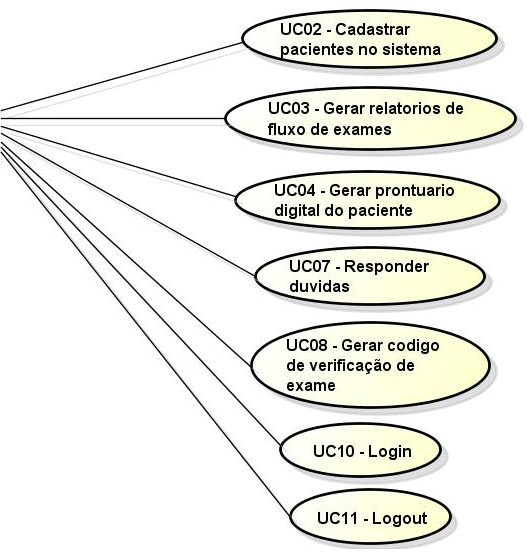 UC02 - Cadastrar
pacientes no sistema
UC03 - Gerar relatorios de
fluxo de exames
UC04 - Gerar prontuario
digital do paciente
UC07 - Responder
duvidas
UC08 - Gerar codigo
de verificação de
exame
UC10 - Login
UC11 - Logout